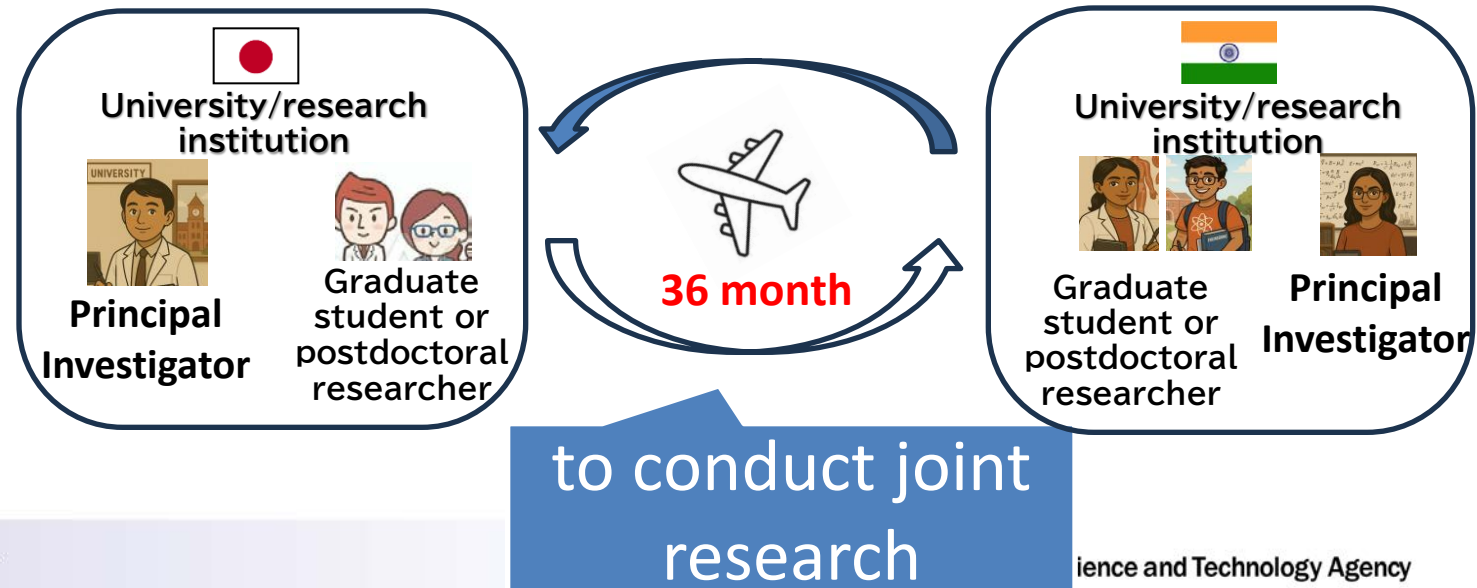 University/research
institution
UNIVERSITY
Principal
Investigator
Graduate
student or
postdoctoral
researcher
36 month
to conduct joint
research
University/research
institution
Graduate
student or
postdoctoral
researcher
Principal
Investigator
ience and Technology Agency